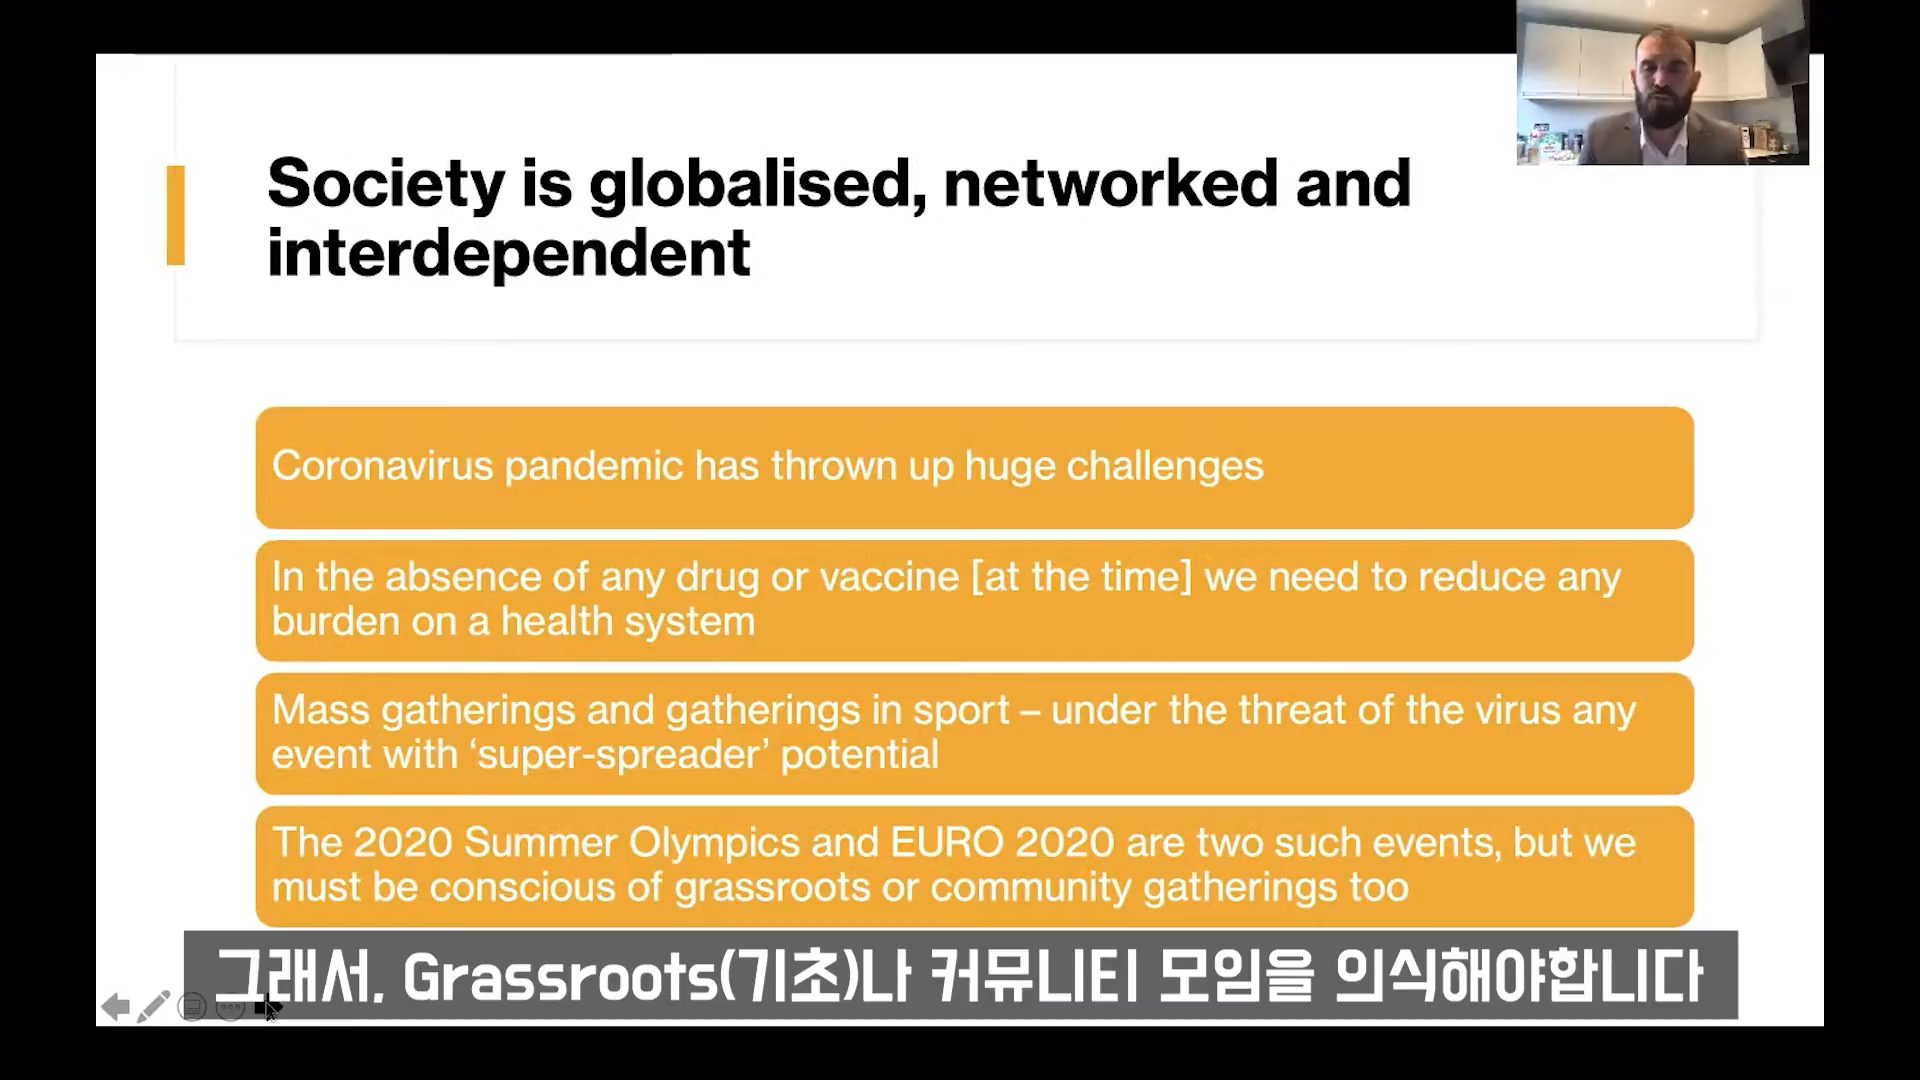 Society is globalised, networked and
interdependent
Coronavirus pandemic has thrown up huge challenges
In the absence of any drug or vaccine [at the time] we need to reduce any
burden on a health system
Mass gatherings and gatherings in sport – under the threat of the virus any
event with ‘super-spreader’ potential
The 2020 Summer Olympics and EURO 2020 are two such events, but we
must be conscious of grassroots or community gatherings too
그래서, Grassroots(기초)나 커뮤니티 모임을 의식해야합니다